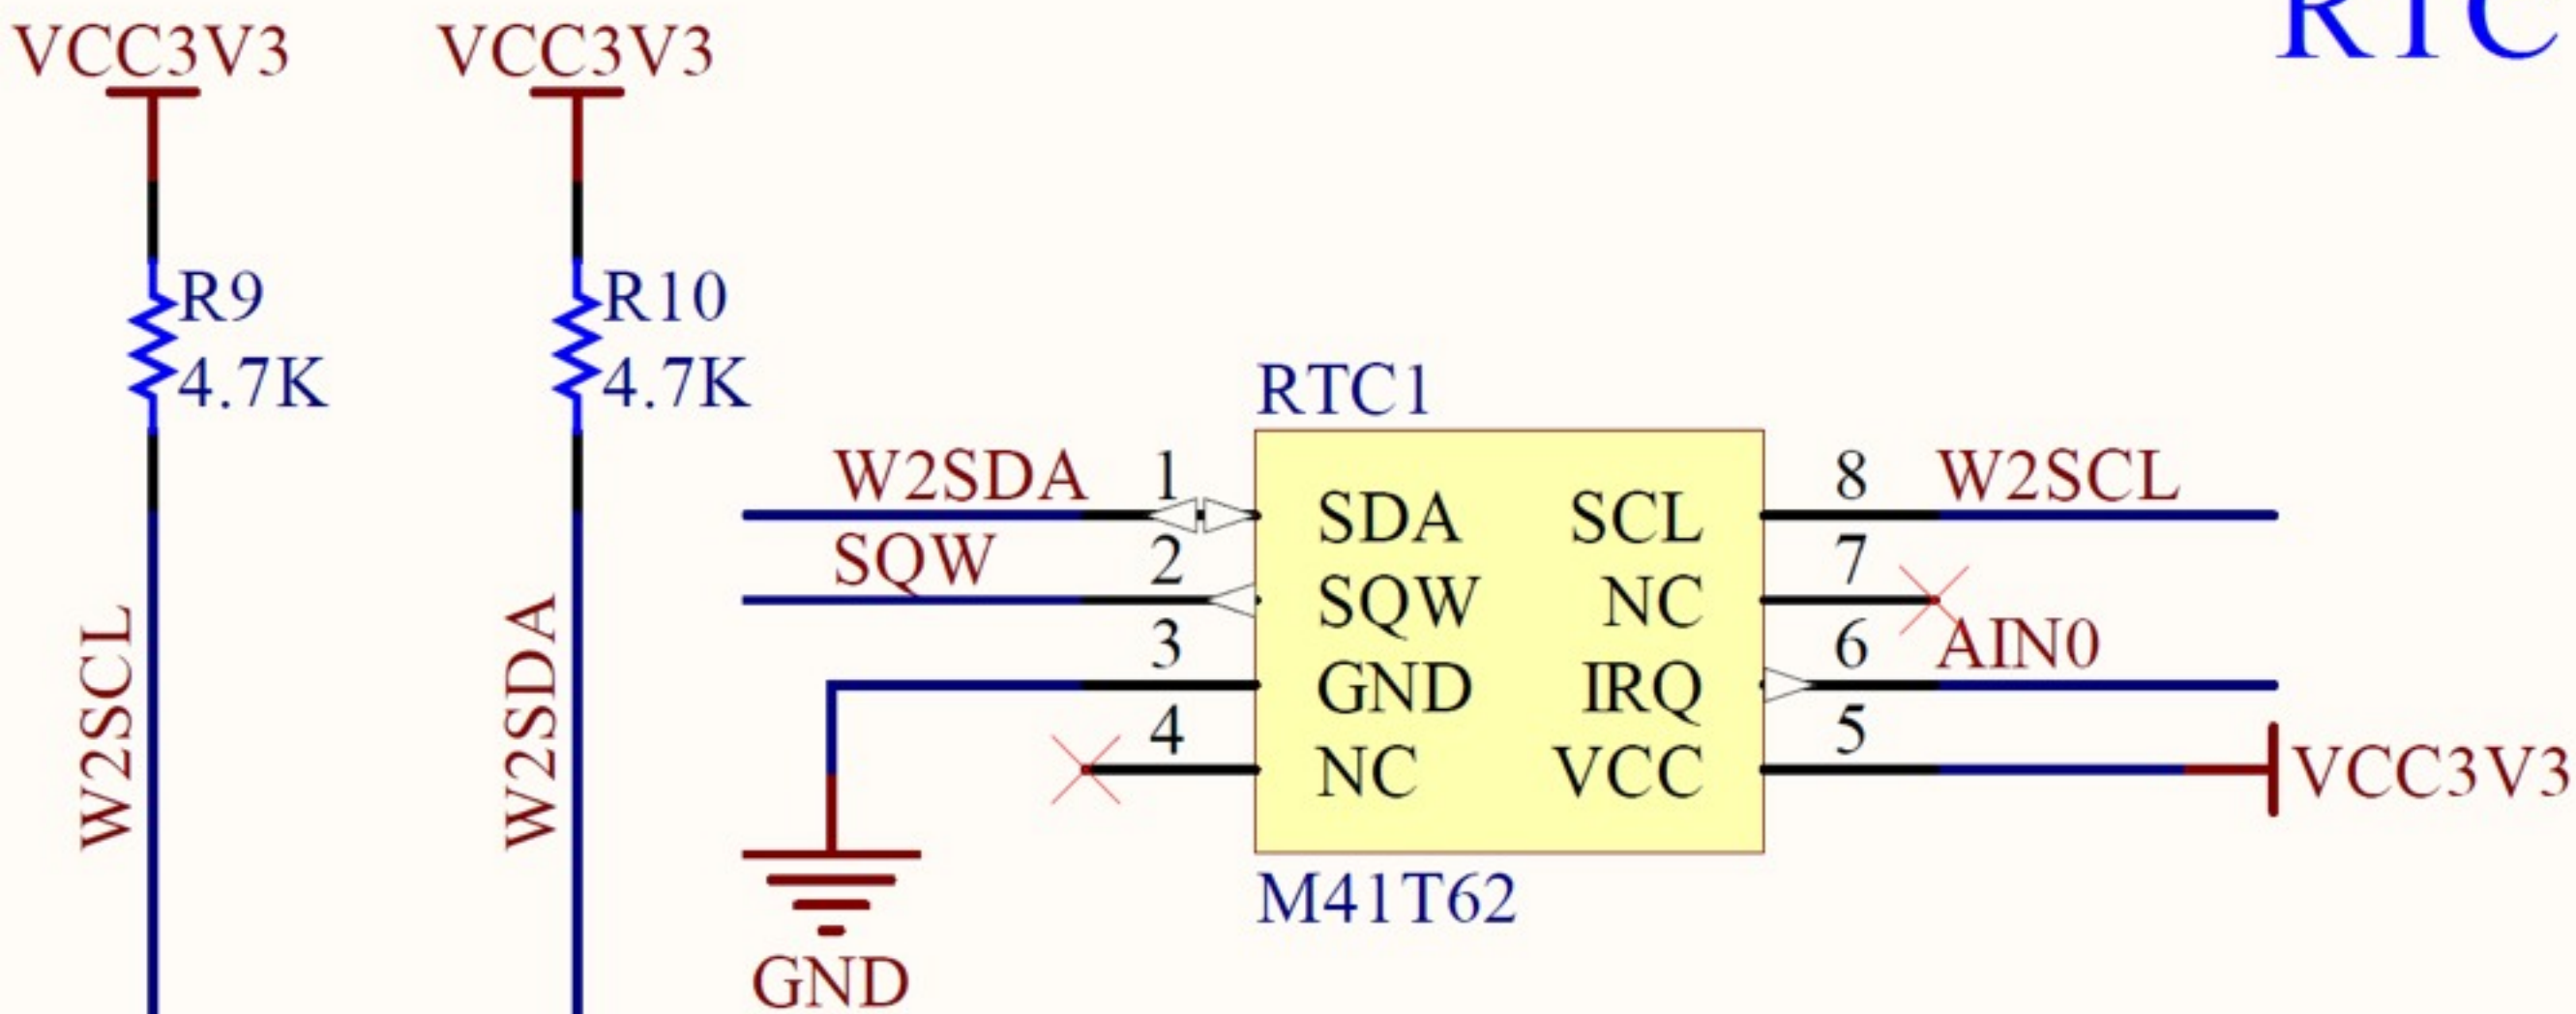 VCC3V3
VCC3V3
RTC
R9
4.7K
R10
4.7K
W2SCL
W2SDA
RTC1
W2SDA
1
SDA
SCL
8
W2SCL
SQW
2
SQW
NC
7
3
GND
IRQ
6
AIN0
4
NC
VCC
5
VCC3V3
M41T62
GND